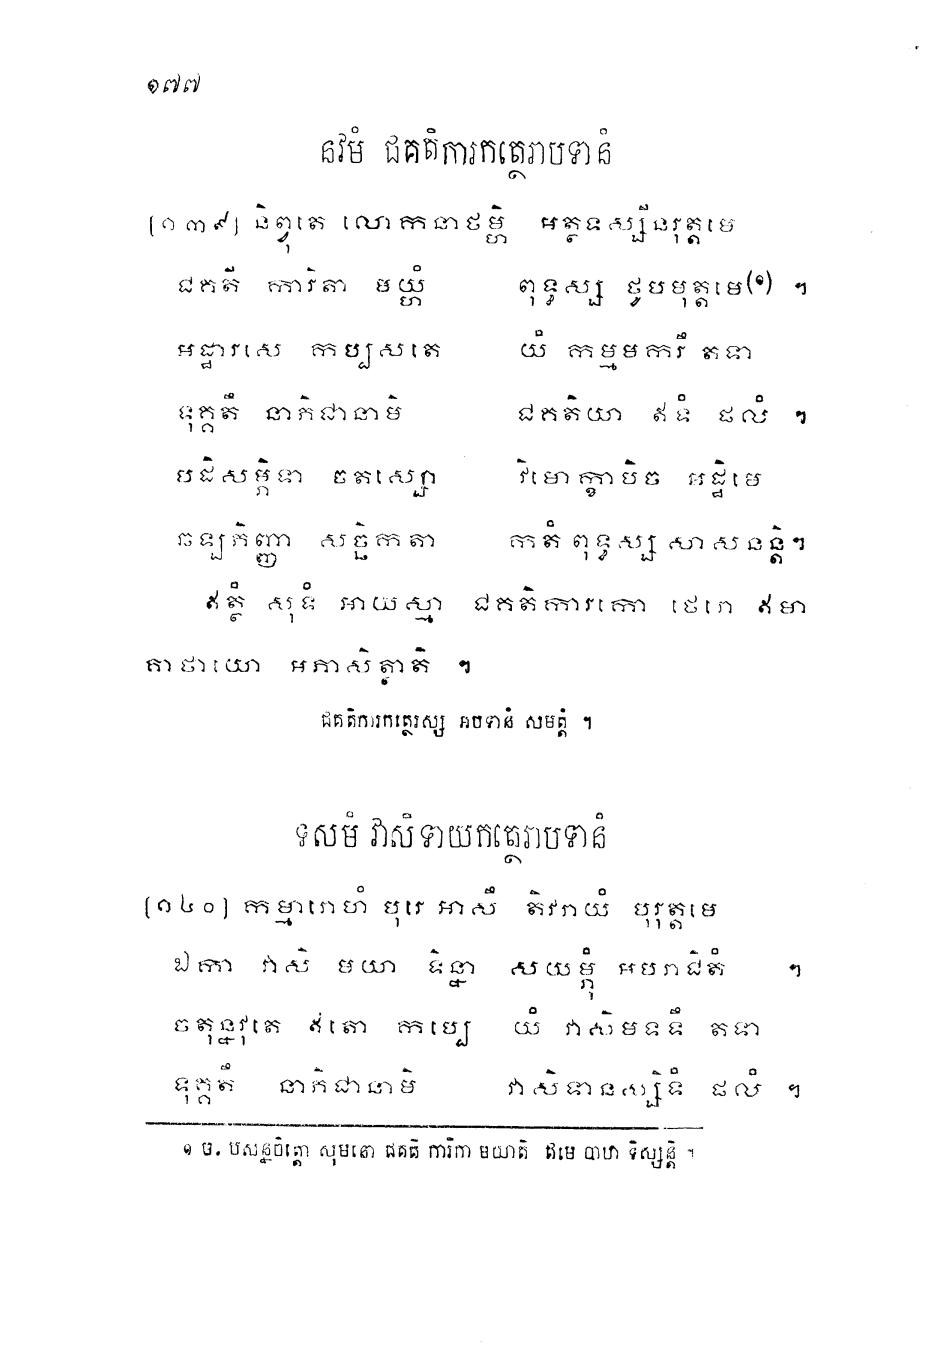 ១៧៧
នវមំ ជគតិការកត្ថេរាបទានំ
[១៣៩] និព្វុតេ លោកនាថម្ហិ អត្ថទស្សីនរុត្តមេ
ជគតី ការិតា មយ្ហំ ពុទ្ធស្ស ថូបមុត្តមេ(១) ។
អដ្ឋារសេ កប្បសតេ យំ កម្មមករឹ តទា
ទុគ្គតឹ នាភិជានាមិ ជគតិយា ឥទំ ផលំ ។
បដិសម្ភិទា ចតស្សោ វិមោក្ខាបិច អដ្ឋិមេ
ឆឡភិញ្ញា សច្ឆិកតា កតំ ពុទ្ធស្ស សាសនន្តិ។
ឥត្ថំ សុទំ អាយស្មា ជគតិការកោ ថេរោ ឥមា
គាថាយោ អភាសិត្ថាតិ ។
ជគតិការកត្ថេរស្ស អបទានំ សមត្តំ ។
ទសមំ វាសិទាយកត្ថេរាបទានំ
[១៤០] កម្មារោហំ បុរេ អាសឹ តិវរាយំ បុរុត្តមេ
ឯកា វាសិ មយា ទិន្នា សយម្ភុំ អបរាជិតំ ។
ចតុន្នវុតេ ឥតោ កប្បេ យំ វាសិមទទឹ តទា
ទុគ្គតឹ នាភិជានាមិ វាសិទានស្សិទំ ផលំ ។
១ ម. បសន្នចិត្តោ សុមនោ ជគតិ ការិកា មយាតិ ឥមេ បាឋា ទិស្សន្តិ ។